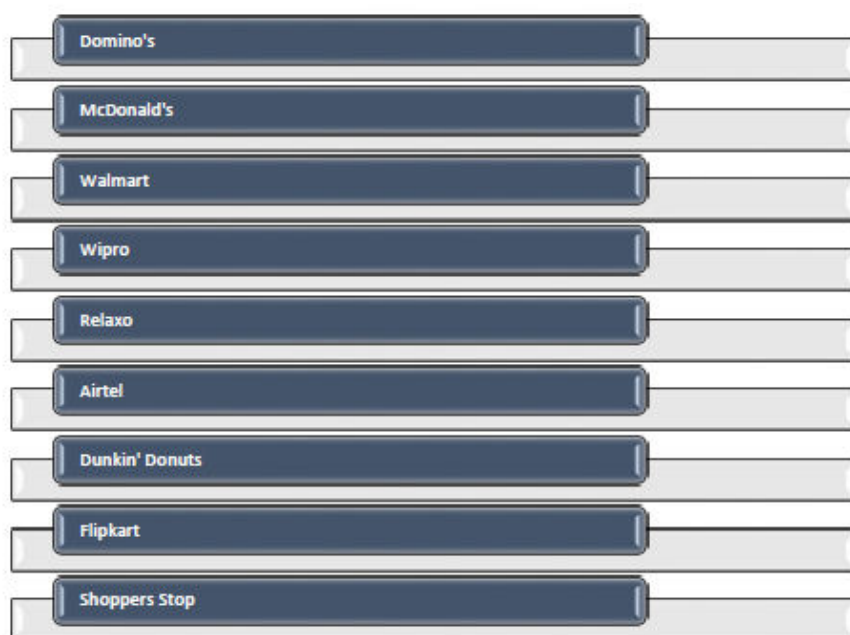 Domino's
McDonald's
Walmart
Wipro
Relaxo
Airtel
Dunkin' Donuts
Flipkart
Shoppers Stop